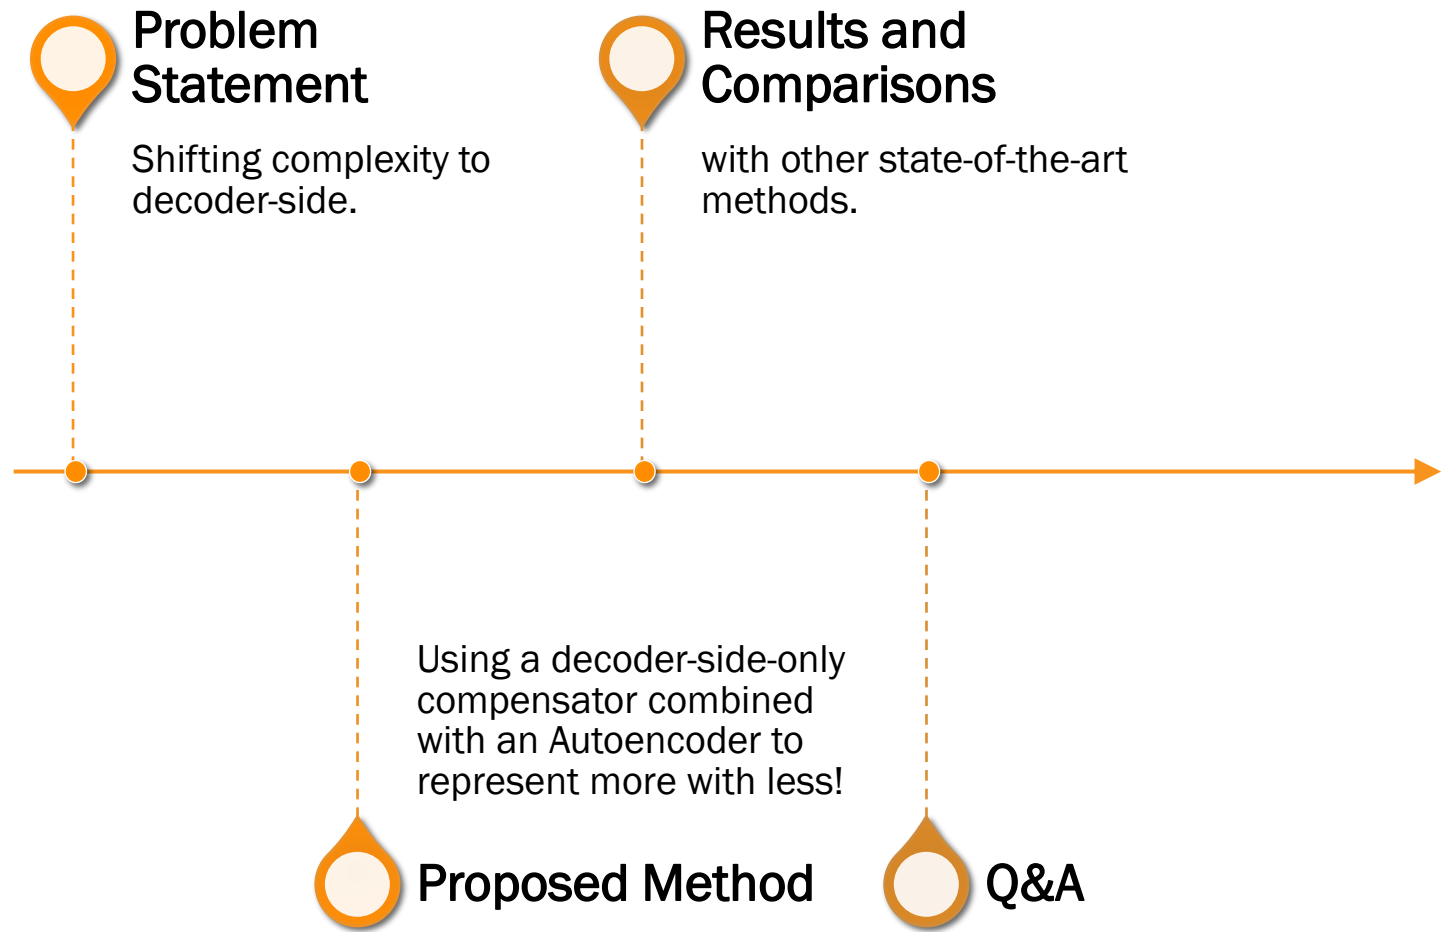 Problem
Statement
Shifting complexity to
decoder-side.
Results and
Comparisons
with other state-of-the-art
methods.
Using a decoder-side-only
compensator combined
with an Autoencoder to
represent more with less!
Proposed Method
Q&A